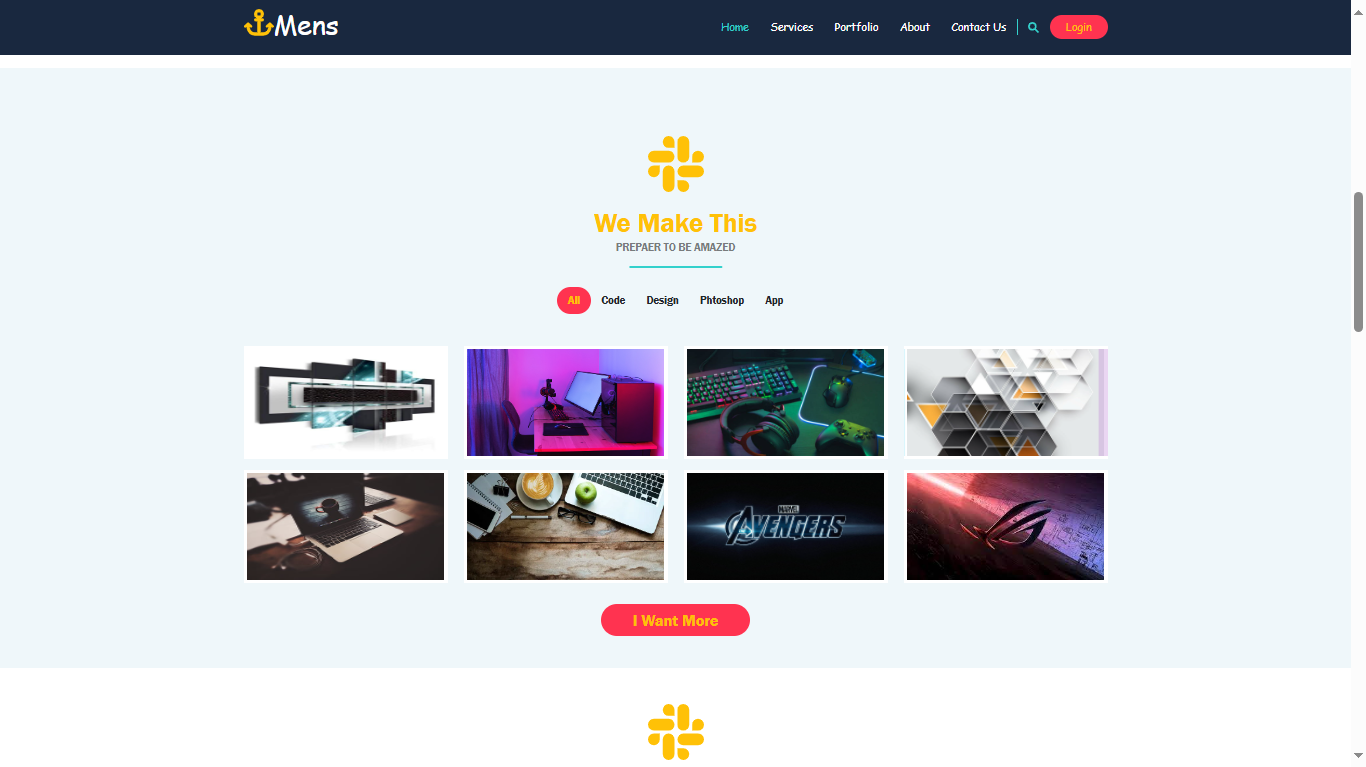 Mens
Home Services Portfolio About Contact Us Login
We Make This
PREPAER TO BE AMAZED
All Code Design Phtoshop App
MARVEL
AVENGERS
I Want More